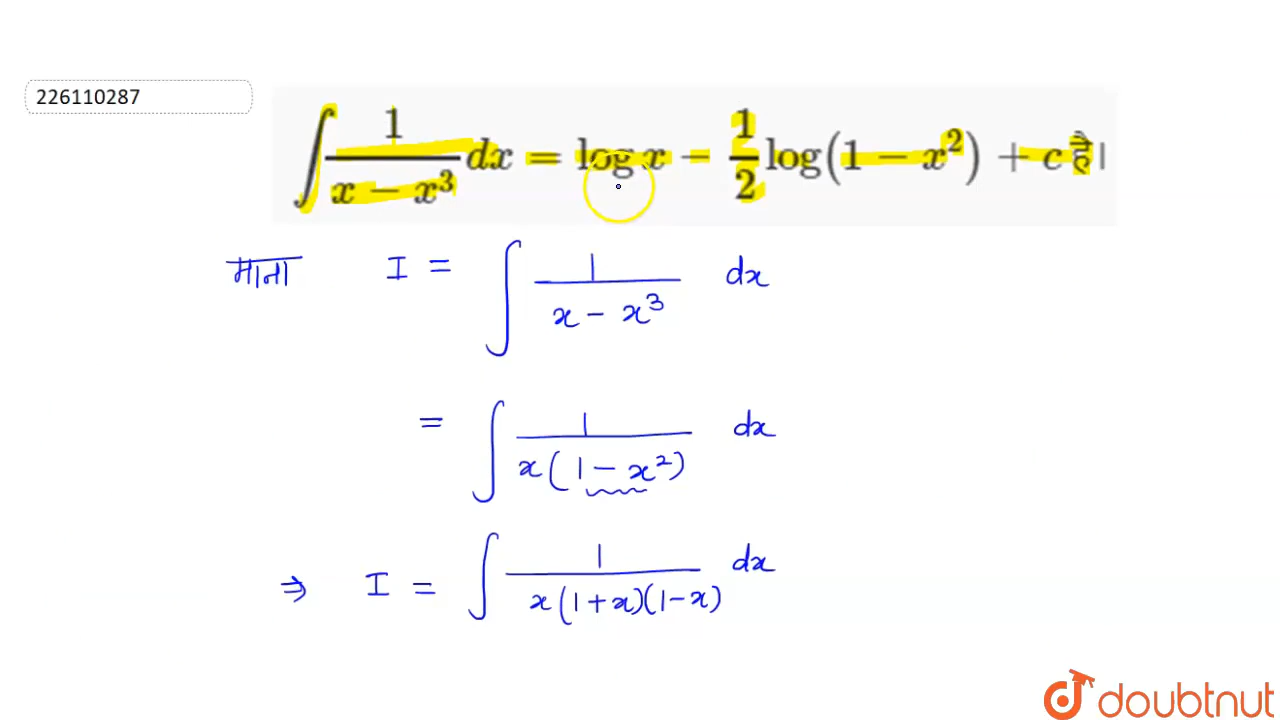 226110287
∫ 1/(x − x³) dx = log x − 1/2 log(1 − x²) + c है।
माना I = ∫ 1/(x − x³) dx
= ∫ 1/(x(1 − x²)) dx
⇒ I = ∫ 1/(x(1+x)(1−x)) dx
doubtnut